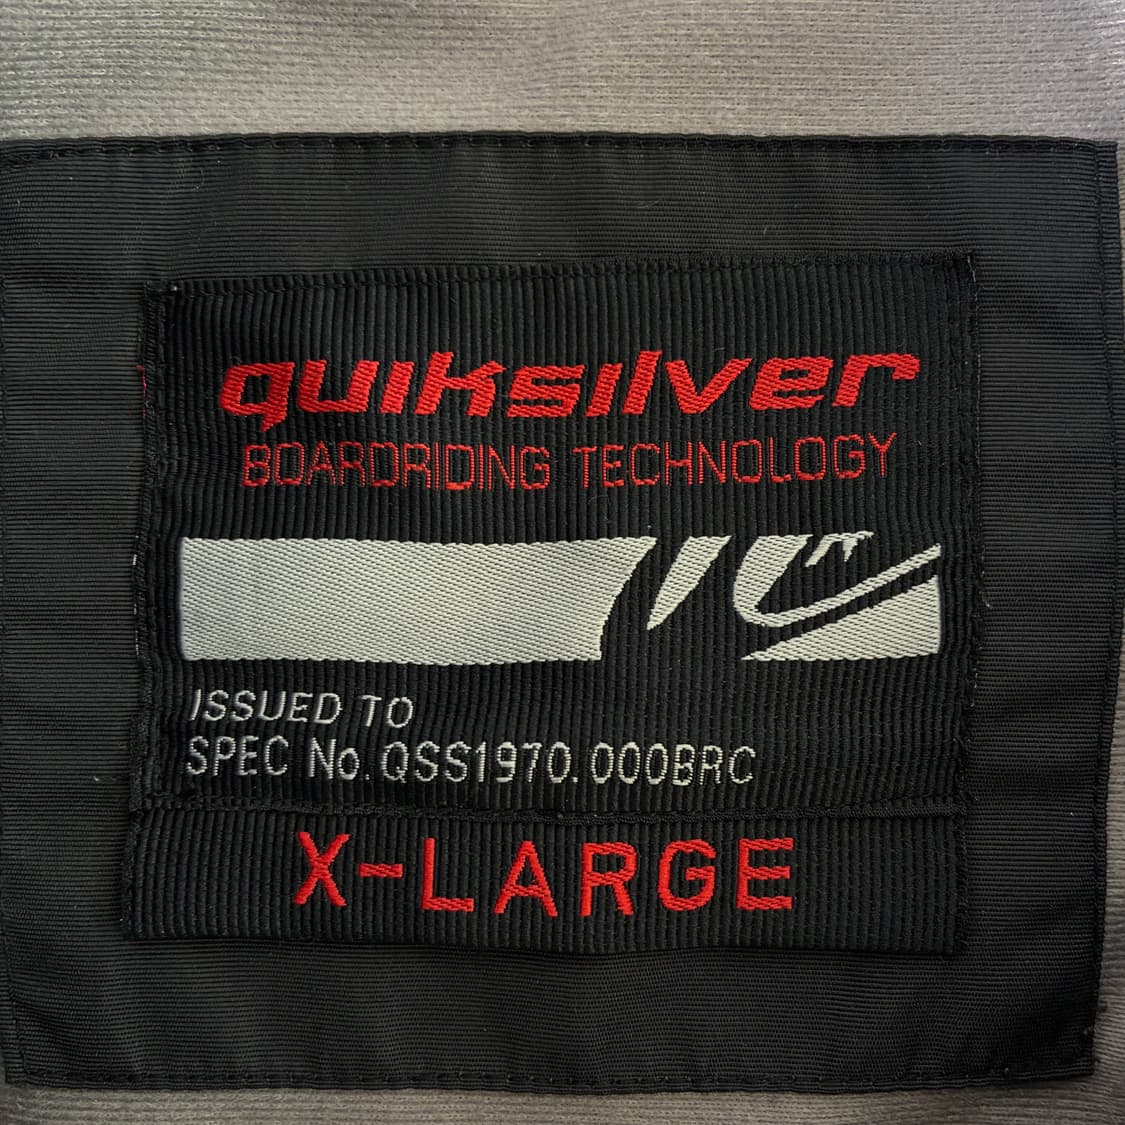 quiksilver
BOARDRIDING TECHNOLOGY
ISSUED TO
SPEC No. QSS1970.000BRC
X-LARGE